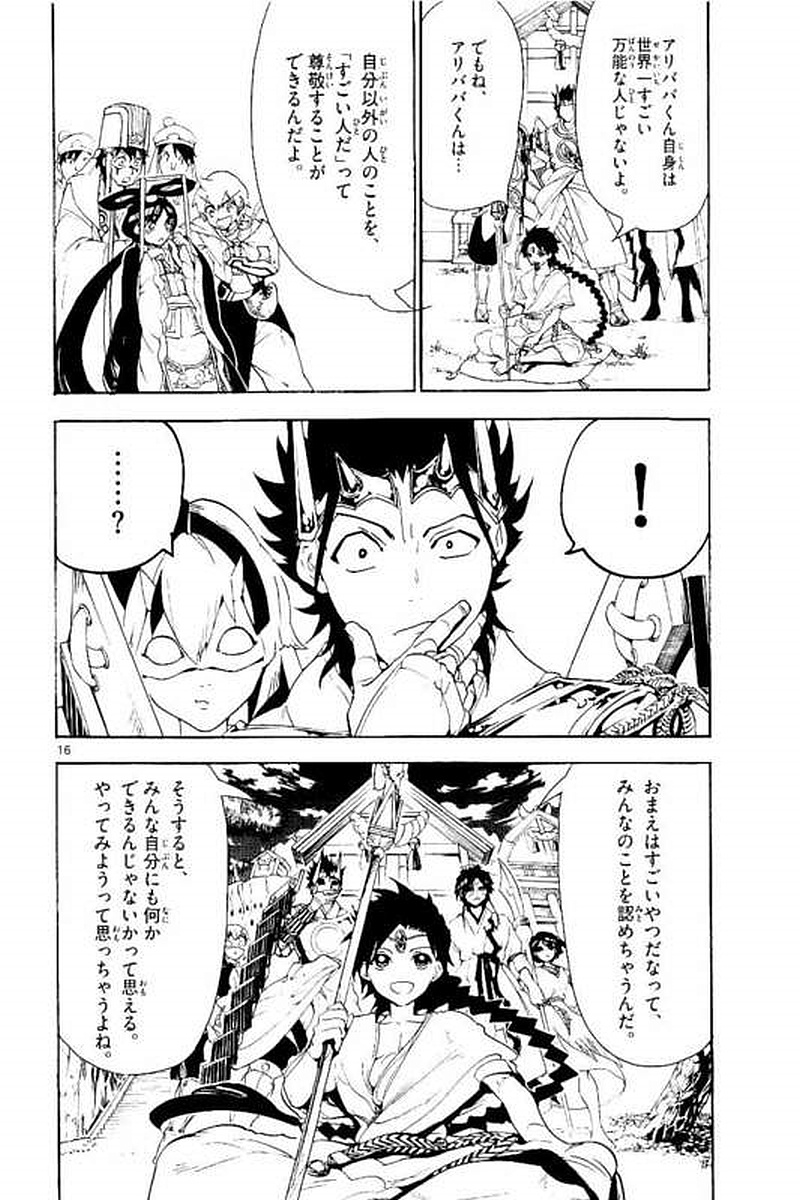 アリババくん自身は
世界一すごい
万能な人じゃないよ。
でもね、
アリババくんは…
自分以外の人のことを、
「すごい人だ」って
尊敬することが
できるんだよ。
！
……？
16
おまえはすごいやつだなって、
みんなのことを認めちゃうんだ。
そうすると、
みんな自分にも何か
できるんじゃないかって思える。
やってみようって思っちゃうよね。